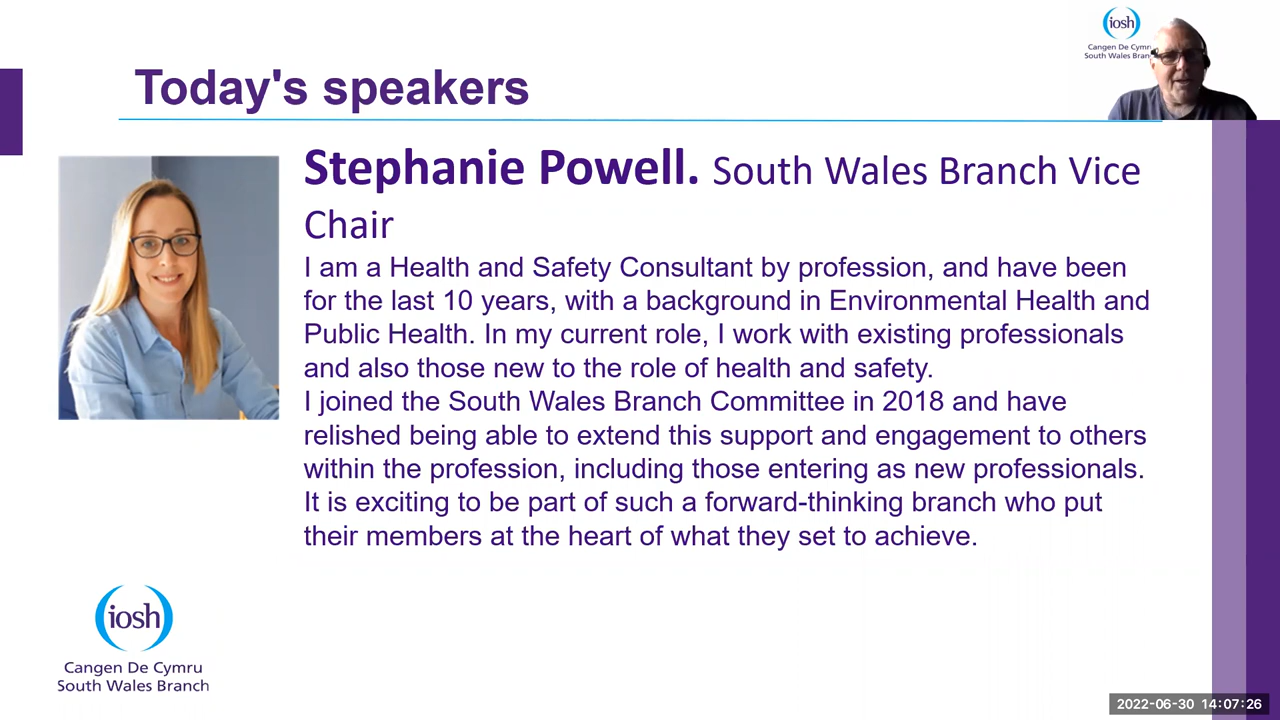 Today's speakers
iosh
Cangen De Cymr
South Wales Bran
Stephanie Powell. South Wales Branch Vice
Chair
I am a Health and Safety Consultant by profession, and have been
for the last 10 years, with a background in Environmental Health and
Public Health. In my current role, I work with existing professionals
and also those new to the role of health and safety.
I joined the South Wales Branch Committee in 2018 and have
relished being able to extend this support and engagement to others
within the profession, including those entering as new professionals.
It is exciting to be part of such a forward-thinking branch who put
their members at the heart of what they set to achieve.
iosh
Cangen De Cymru
South Wales Branch
2022-06-30 14:07:26